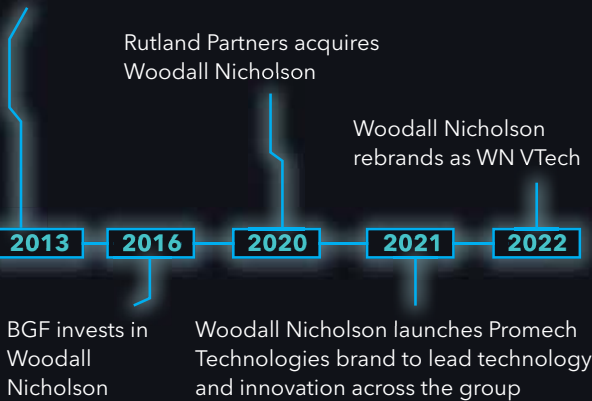 Rutland Partners acquires
Woodall Nicholson
Woodall Nicholson
rebrands as WN VTech
2013
2016
2020
2021
2022
BGF invests in
Woodall
Nicholson
Woodall Nicholson launches Promech
Technologies brand to lead technology
and innovation across the group